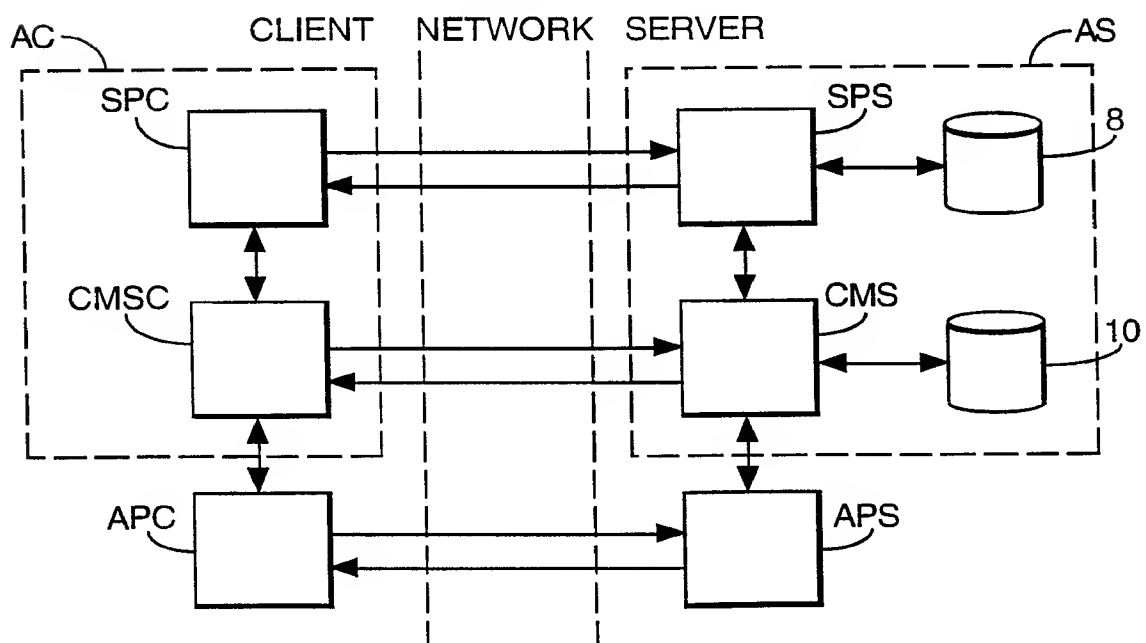 AC CLIENT NETWORK SERVER AS
SPC SPS 8
CMSC CMS 10
APC APS